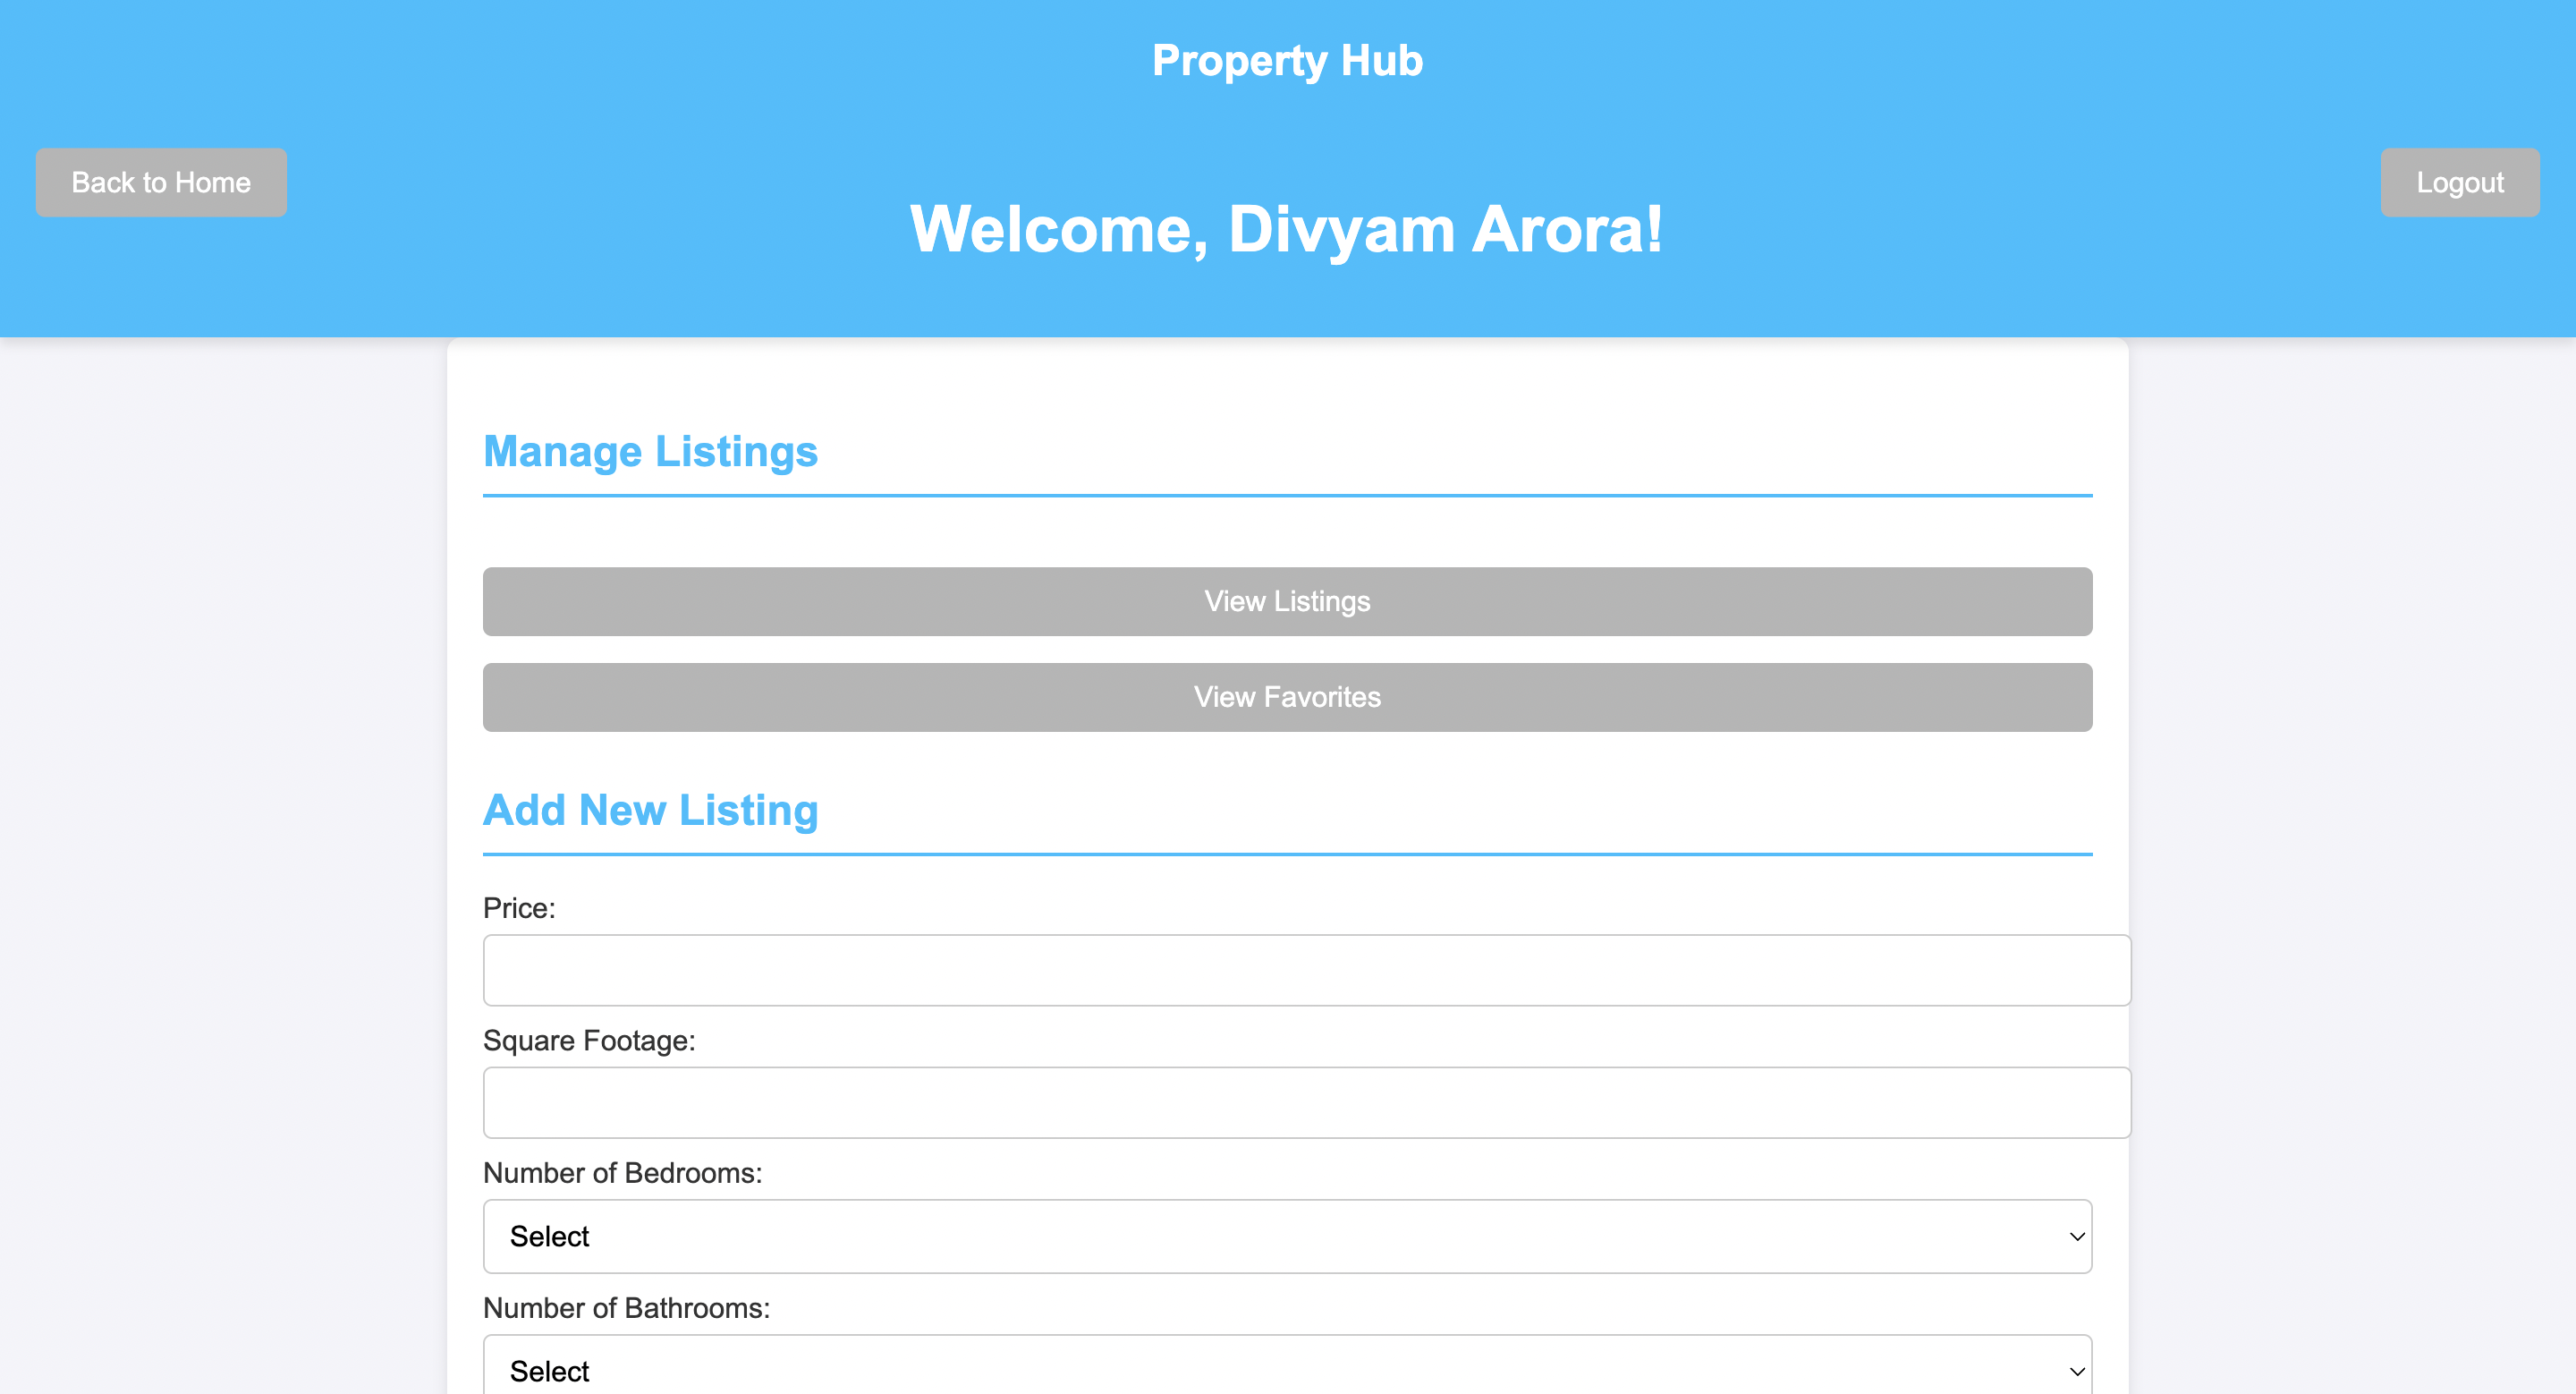 Property Hub
Back to Home
Logout
Welcome, Divyam Arora!
Manage Listings
View Listings
View Favorites
Add New Listing
Price:
Square Footage:
Number of Bedrooms:
Select
Number of Bathrooms:
Select